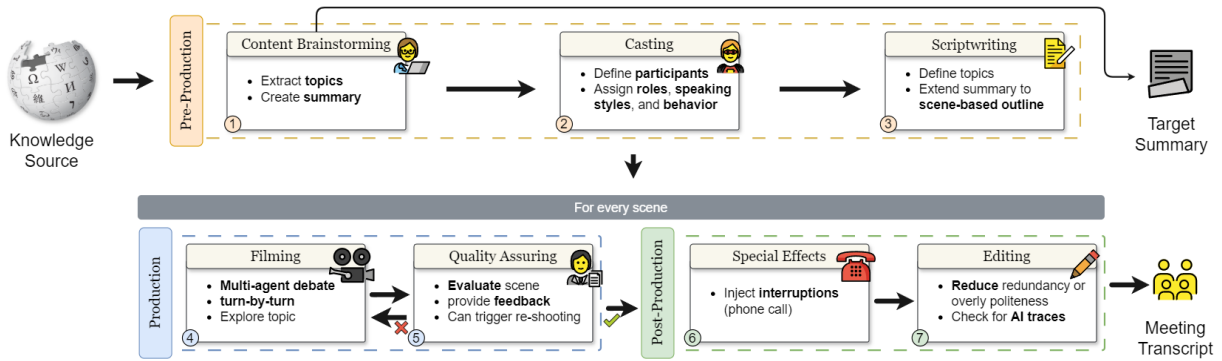 Knowledge
Source
Pre-Production
Content Brainstorming
• Extract topics
• Create summary
1
Casting
• Define participants
• Assign roles, speaking
styles, and behavior
2
Scriptwriting
• Define topics
• Extend summary to
scene-based outline
3
Target
Summary
For every scene
Production
Filming
• Multi-agent debate
• turn-by-turn
• Explore topic
4
Quality Assuring
• Evaluate scene
• provide feedback
• Can trigger re-shooting
5
Post-Production
Special Effects
• Inject interruptions
(phone call)
6
Editing
• Reduce redundancy or
overly politeness
• Check for AI traces
7
Meeting
Transcript